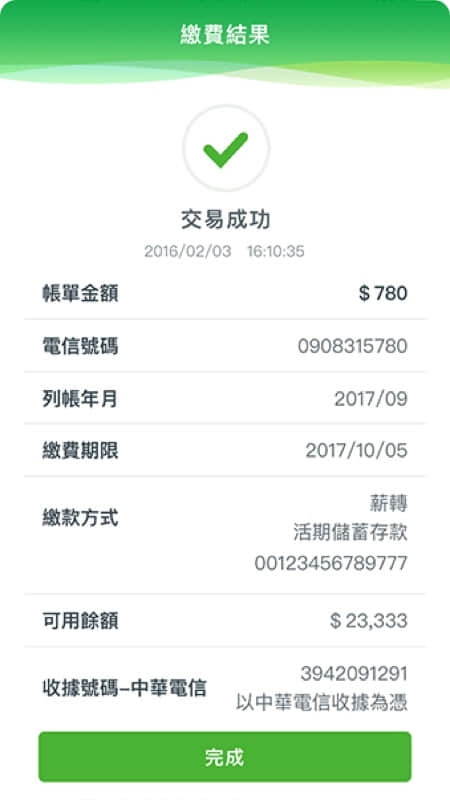 繳費結果
交易成功
2016/02/03 16:10:35
帳單金額 $ 780
電信號碼 0908315780
列帳年月 2017/09
繳費期限 2017/10/05
繳款方式 薪轉
活期儲蓄存款
00123456789777
可用餘額 $ 23,333
收據號碼–中華電信 3942091291
以中華電信收據為憑
完成